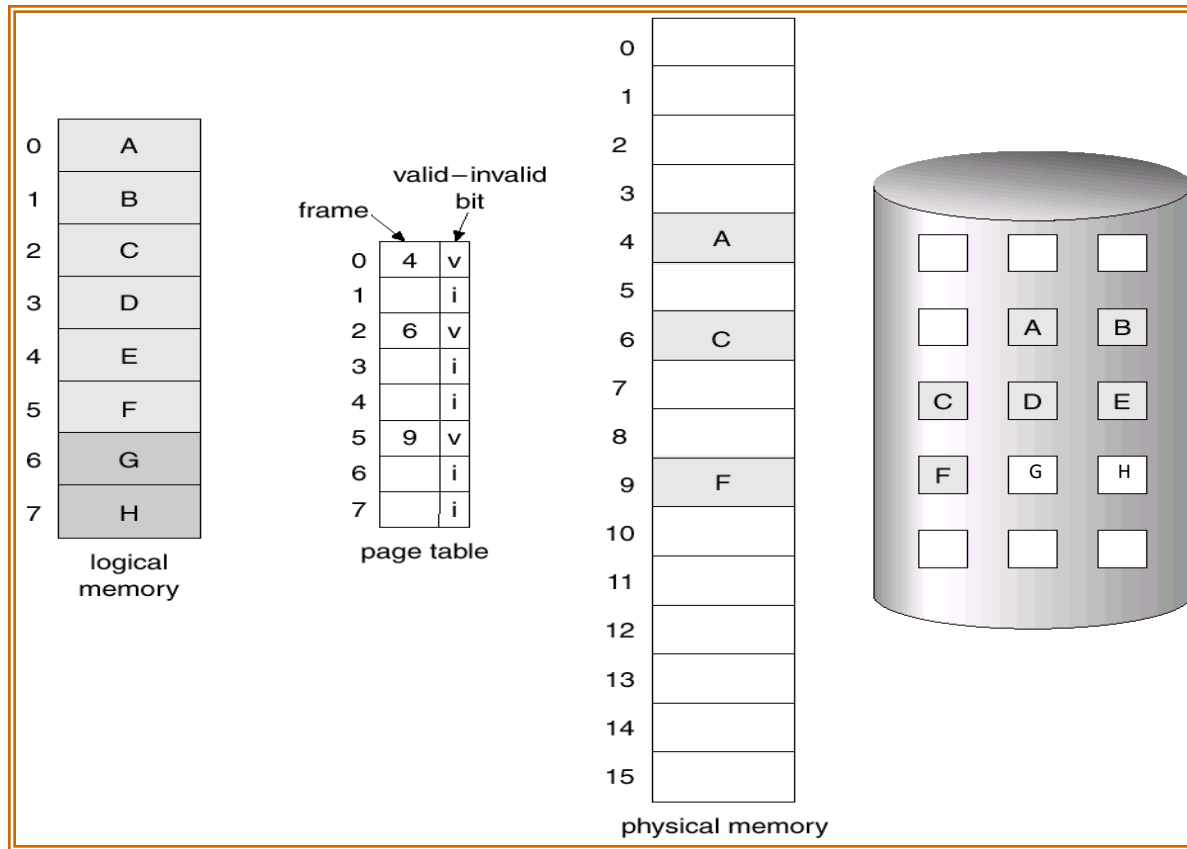 0 A
1 B
2 C
3 D
4 E
5 F
6 G
7 H
logical
memory
valid–invalid
bit
frame
0 4 v
1 i
2 6 v
3 i
4 i
5 9 v
6 i
7 i
page table
0
1
2
3
4 A
5
6 C
7
8
9 F
10
11
12
13
14
15
physical memory
A B
C D E
F G H